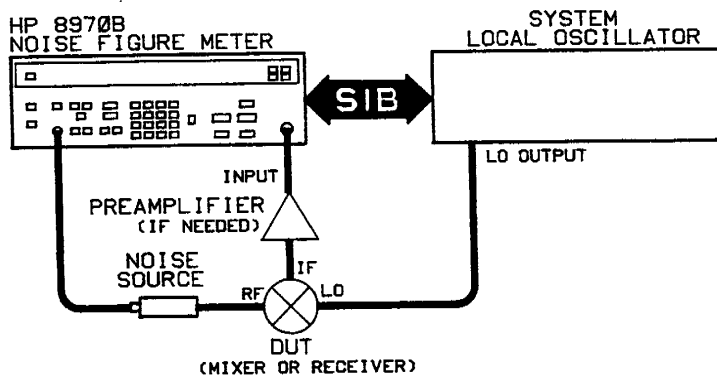 HP 8970B
NOISE FIGURE METER
SYSTEM
LOCAL OSCILLATOR
SIB
LO OUTPUT
INPUT
PREAMPLIFIER
(IF NEEDED)
NOISE
SOURCE
IF
RF
LO
DUT
(MIXER OR RECEIVER)